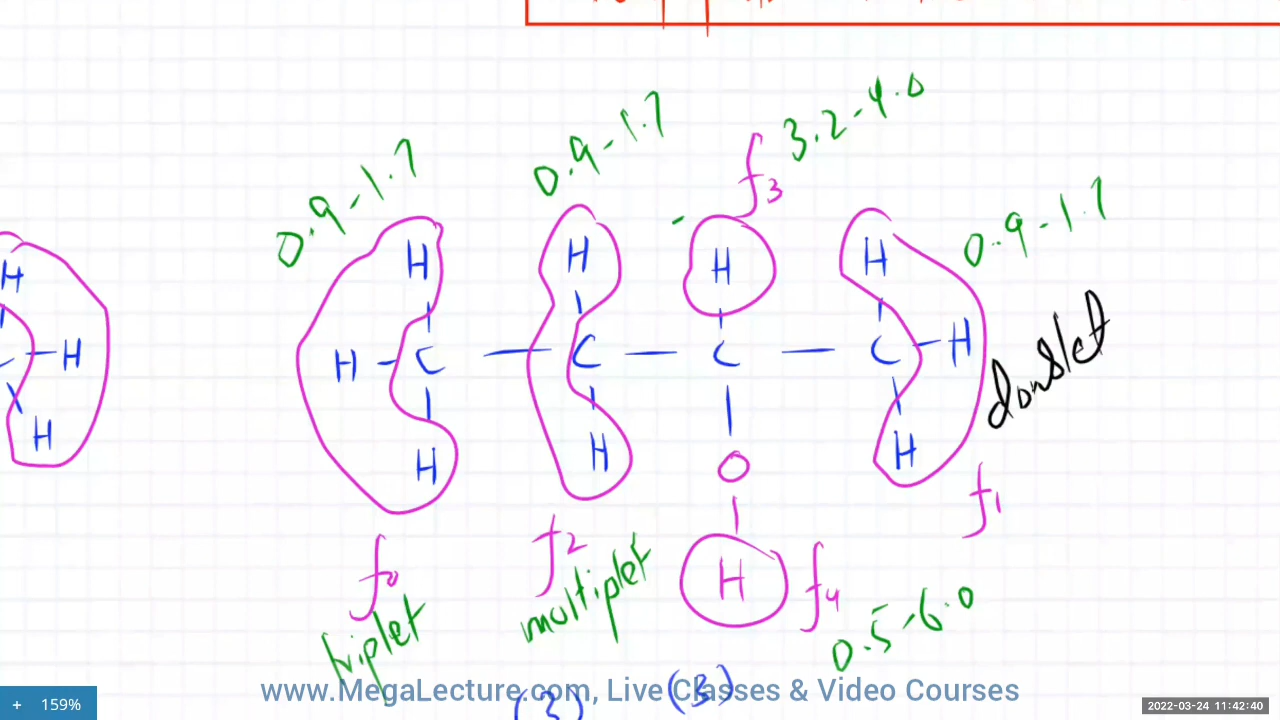 0.9-1.7
0.9-1.7
f3 3.2-4.0
0.9-1.7
H H H H H
H H-C-C-C-C-H
H H H O H
doublet
f1
f2 H f4
triplet multiplet 0.5-6.0
(3) (3)
www.MegaLecture.com, Live Classes & Video Courses
+ 159%
2022-03-24 11:42:40